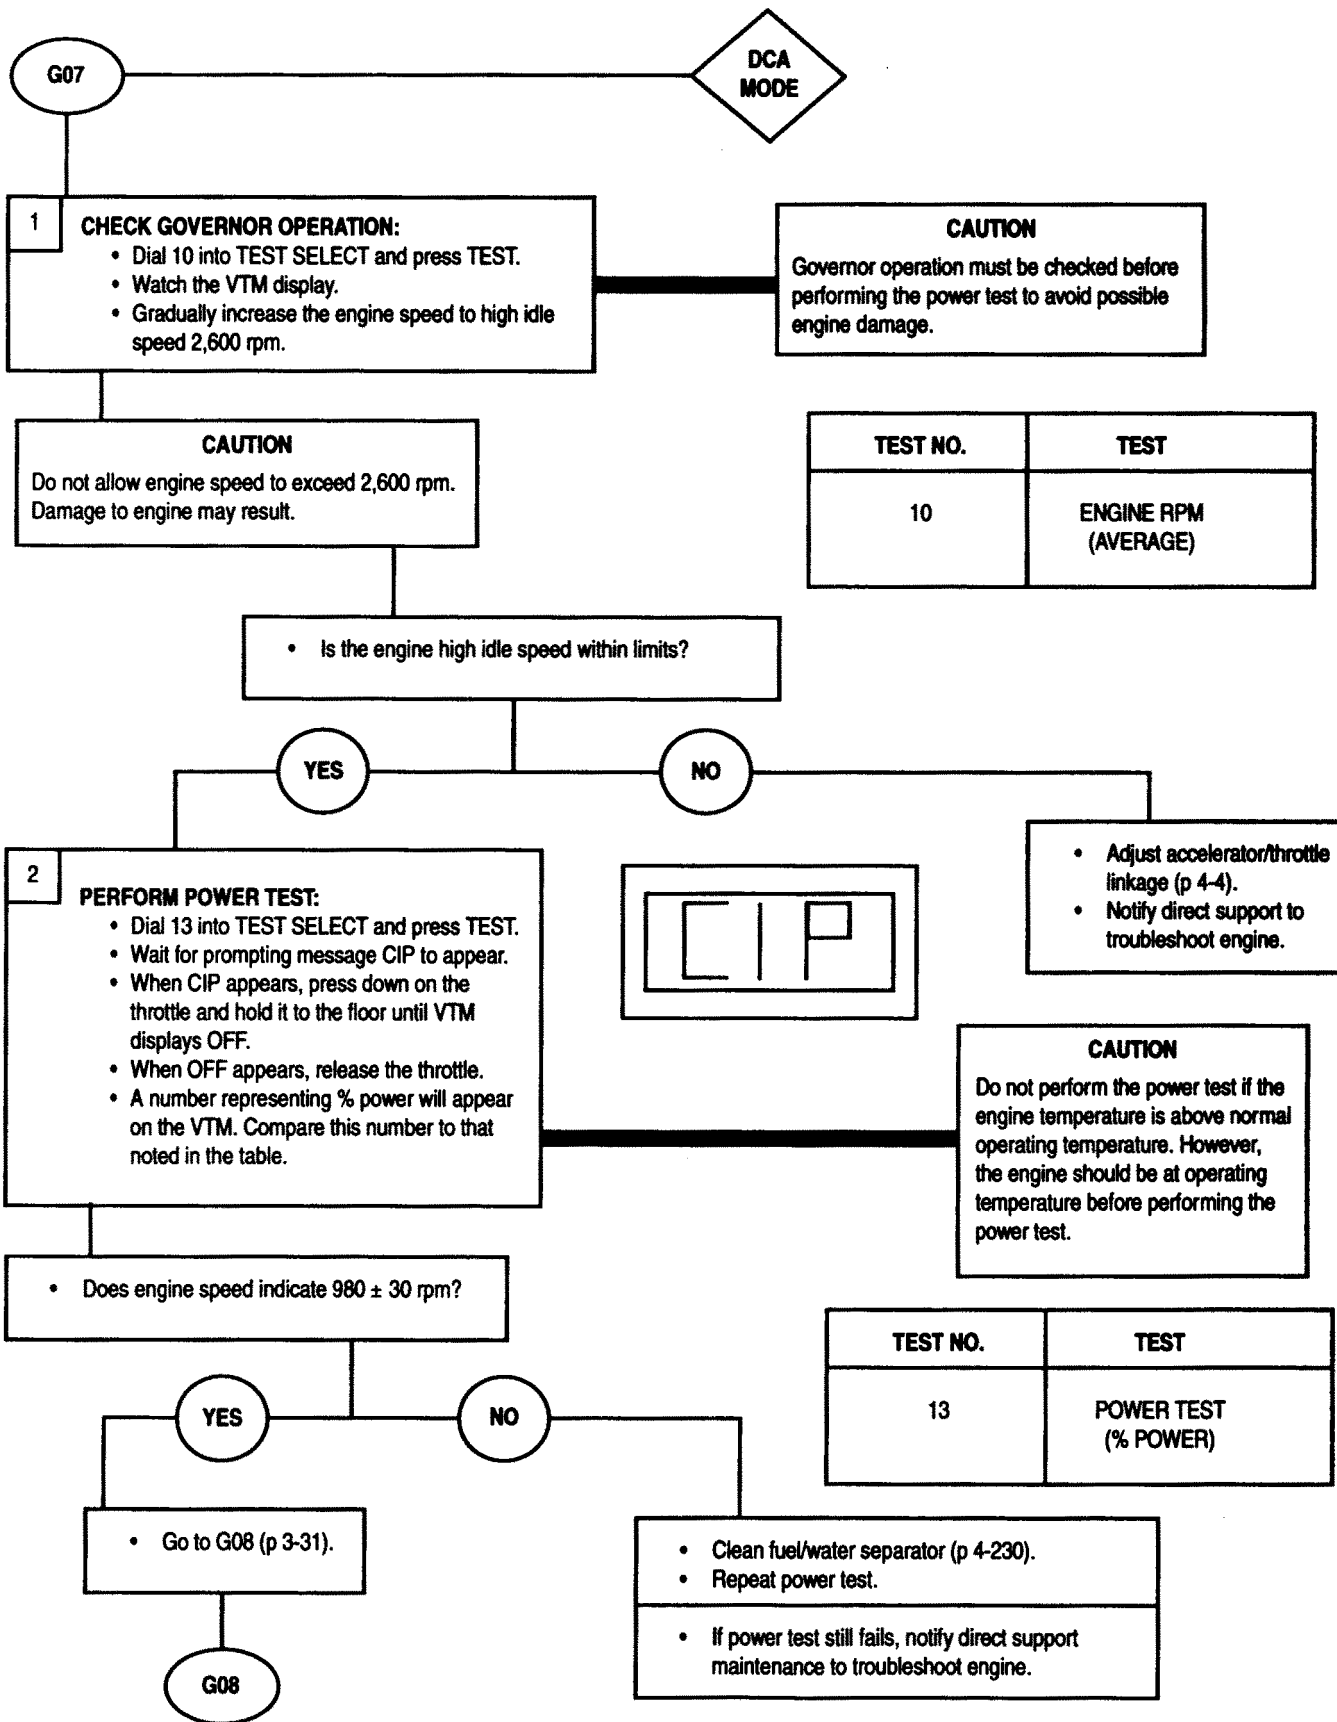 G07
DCA
MODE
1
CHECK GOVERNOR OPERATION:
• Dial 10 into TEST SELECT and press TEST.
• Watch the VTM display.
• Gradually increase the engine speed to high idle
speed 2,600 rpm.
CAUTION
Governor operation must be checked before
performing the power test to avoid possible
engine damage.
CAUTION
Do not allow engine speed to exceed 2,600 rpm.
Damage to engine may result.
TEST NO. TEST
10 ENGINE RPM
(AVERAGE)
• Is the engine high idle speed within limits?
YES
NO
• Adjust accelerator/throttle
linkage (p 4-4).
• Notify direct support to
troubleshoot engine.
2
PERFORM POWER TEST:
• Dial 13 into TEST SELECT and press TEST.
• Wait for prompting message CIP to appear.
• When CIP appears, press down on the
throttle and hold it to the floor until VTM
displays OFF.
• When OFF appears, release the throttle.
• A number representing % power will appear
on the VTM. Compare this number to that
noted in the table.
CIP
CAUTION
Do not perform the power test if the
engine temperature is above normal
operating temperature. However,
the engine should be at operating
temperature before performing the
power test.
• Does engine speed indicate 980 ± 30 rpm?
TEST NO. TEST
13 POWER TEST
(% POWER)
YES
NO
• Go to G08 (p 3-31).
• Clean fuel/water separator (p 4-230).
• Repeat power test.
• If power test still fails, notify direct support
maintenance to troubleshoot engine.
G08